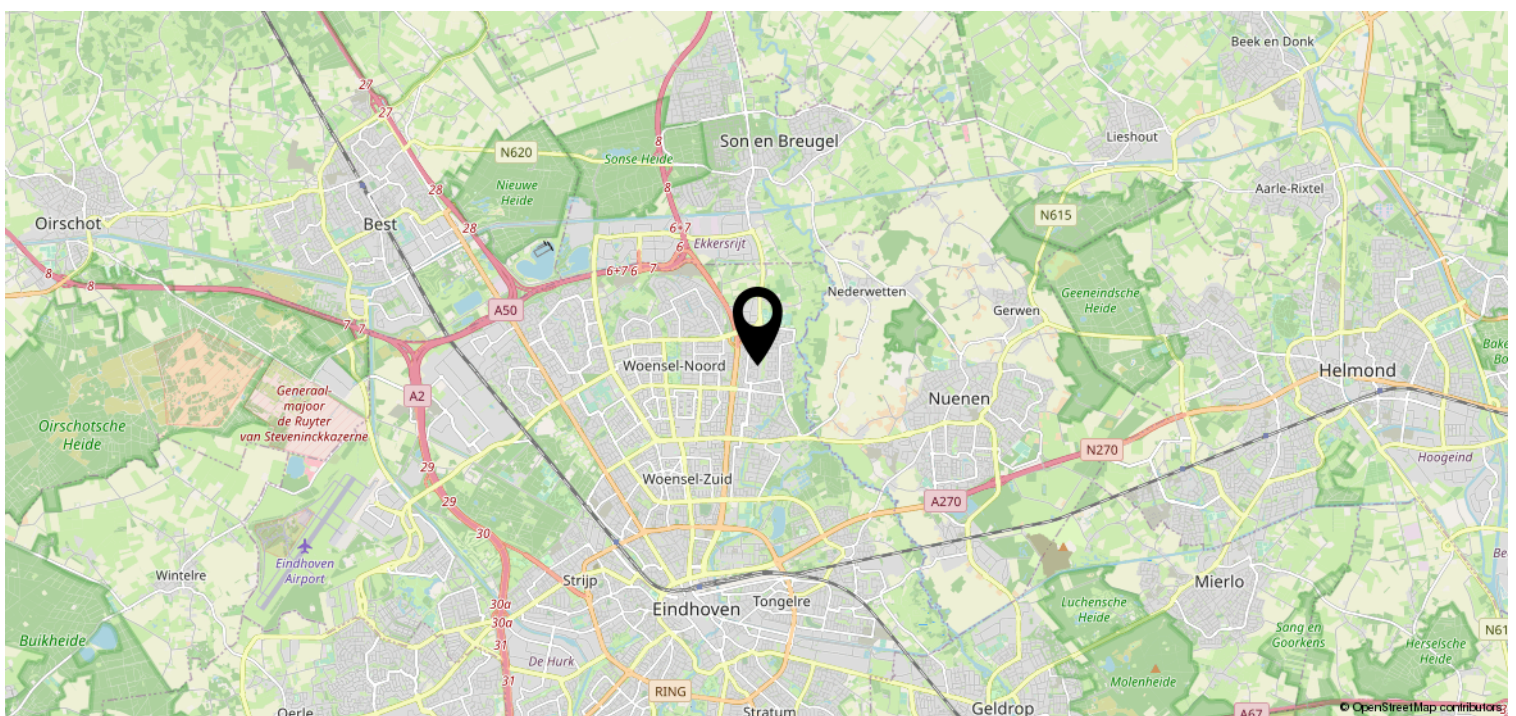 Beek en Donk
27
27
8
Son en Breugel
Lieshout
N620
Sonse Heide
Nieuwe
Heide
28
8
Aarle-Rixtel
Oirschot
Best
28
N615
6+7
6
Ekkersrijt
6+7
6
7
8
8
Nederwetten
Geeneindsche
Heide
A50
Gerwen
7
7
Woensel-Noord
Helmond
A2
Generaal-
majoor
de Ruyter
van Steveninckkazerne
Nuenen
Oirschotsche
Heide
N270
Hoogeind
29
Woensel-Zuid
29
A270
30
Eindhoven
Airport
Wintelre
Strijp
Mierlo
30a
Eindhoven
Tongelre
Luchensche
Heide
30a
Buikheide
31
Sang en
Goorkens
Herselsche
Heide
De Hurk
31
Molenheide
RING
Oerle
Stratum
Geldrop
A67
© OpenStreetMap contributors